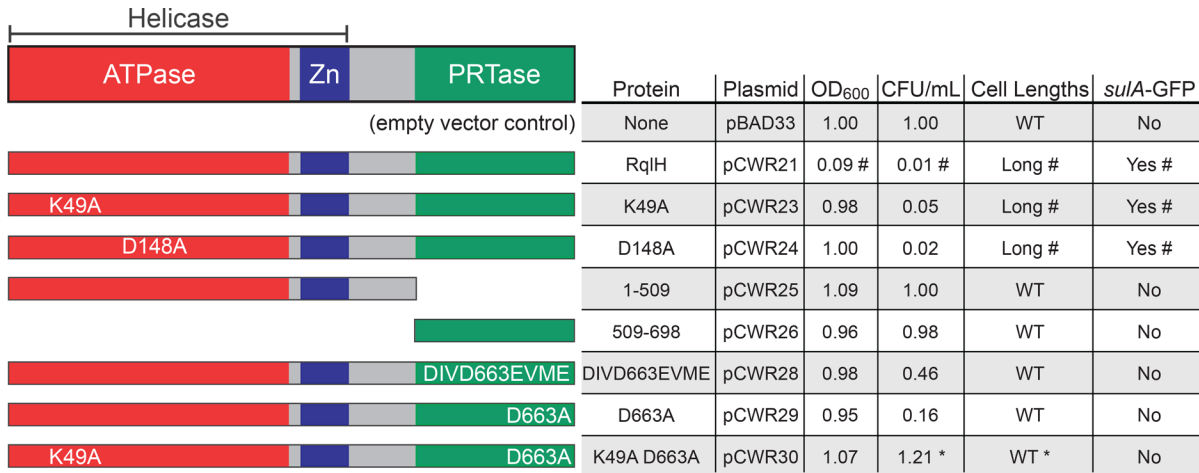 Helicase
ATPase Zn PRTase
Protein Plasmid OD600 CFU/mL Cell Lengths sulA-GFP
(empty vector control) None pBAD33 1.00 1.00 WT No
RqlH pCWR21 0.09 # 0.01 # Long # Yes #
K49A K49A pCWR23 0.98 0.05 Long # Yes #
D148A D148A pCWR24 1.00 0.02 Long # Yes #
1-509 pCWR25 1.09 1.00 WT No
509-698 pCWR26 0.96 0.98 WT No
DIVD663EVME DIVD663EVME pCWR28 0.98 0.46 WT No
D663A D663A pCWR29 0.95 0.16 WT No
K49A D663A K49A D663A pCWR30 1.07 1.21 * WT * No